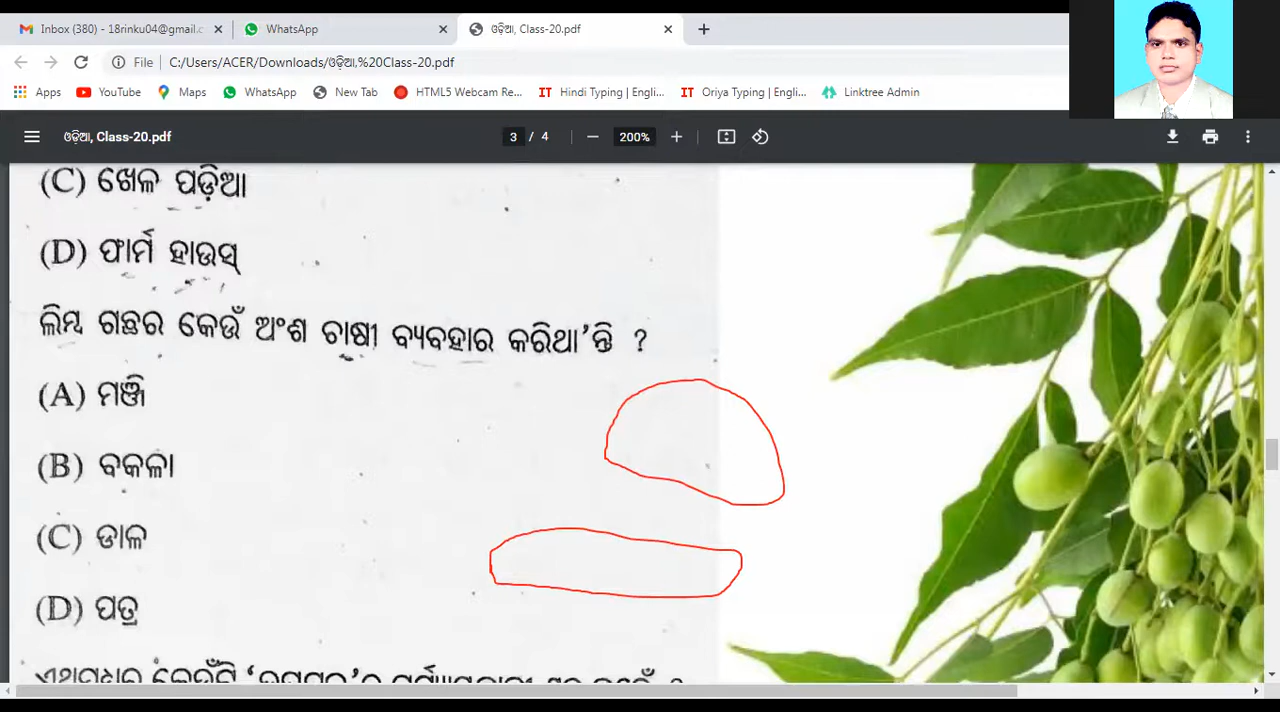 Inbox (380) - 18rinku04@gmail.c
WhatsApp
ଓଡ଼ିଆ, Class-20.pdf
File C:/Users/ACER/Downloads/ଓଡ଼ିଆ,%20Class-20.pdf
Apps YouTube Maps WhatsApp New Tab HTML5 Webcam Re... Hindi Typing | Engli... Oriya Typing | Engli... Linktree Admin
ଓଡ଼ିଆ, Class-20.pdf 3 / 4 200%
(C) ଖେଳ ପଡ଼ିଆ
(D) ଫାର୍ମ ହାଉସ୍
ଲିମ୍ବ ଗଛର କେଉଁ ଅଂଶ ଚାଷୀ ବ୍ୟବହାର କରିଥା'ନ୍ତି ?
(A) ମଞ୍ଜି
(B) ବକଳା
(C) ଡାଳ
(D) ପତ୍ର